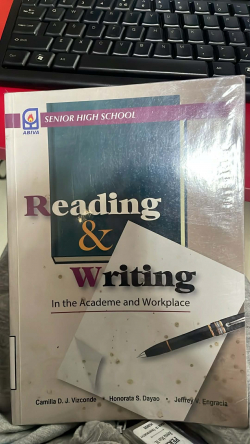 SENIOR HIGH SCHOOL
ABIVA
Reading
&
Writing
In the Academe and Workplace
Camilla D. J. Vizconde • Honorata S. Dayao • Jeffrey V. Engracia